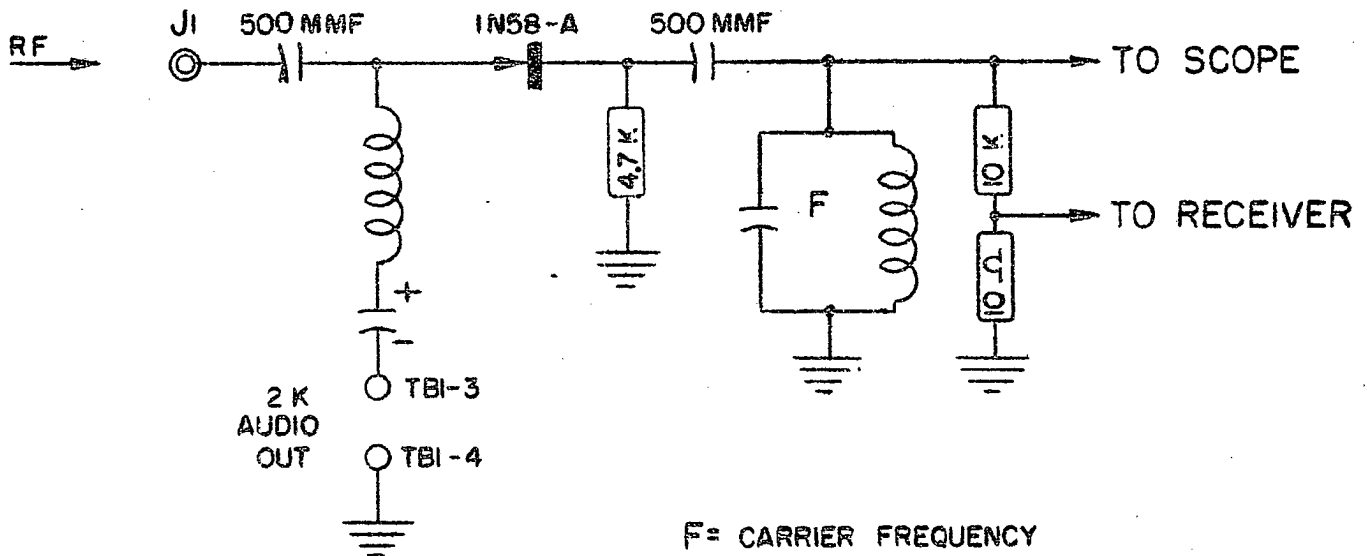 RF
J1
500 MMF
1N58-A
500 MMF
TO SCOPE
4.7 K
F
10 K
TO RECEIVER
10 Ω
+
-
2 K
AUDIO
OUT
TB1-3
TB1-4
F= CARRIER FREQUENCY